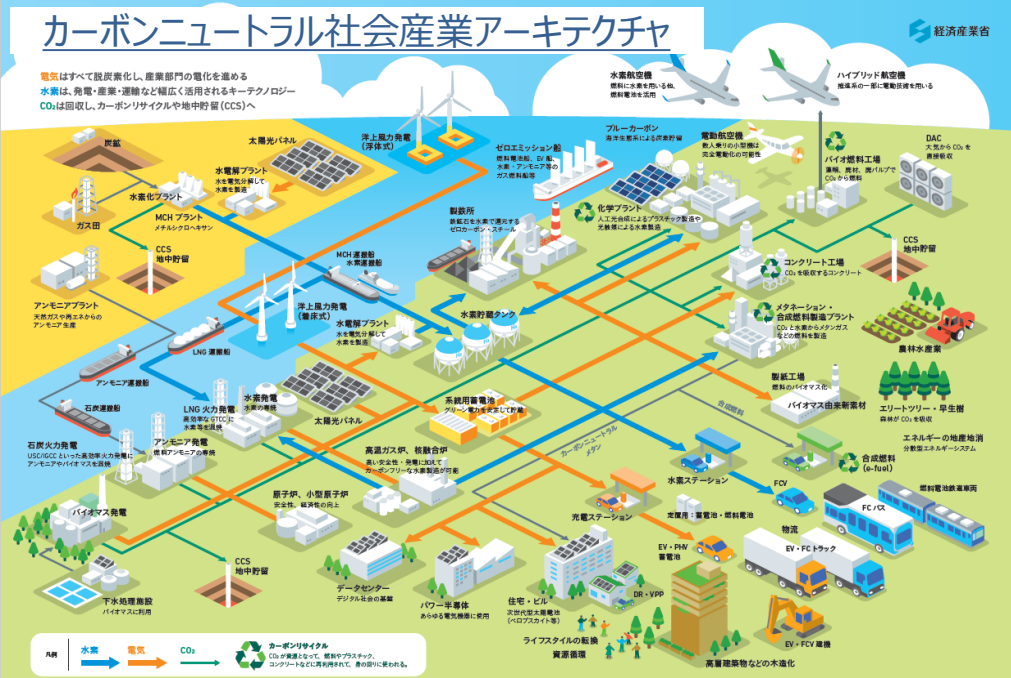 カーボンニュートラル社会産業アーキテクチャ
経済産業省
電気はすべて脱炭素化し、産業部門の電化を進める
水素は、発電・産業・運輸など幅広く活用されるキーテクノロジー
CO₂は回収し、カーボンリサイクルや地中貯留(CCS)へ
水素航空機
燃料に水素を用いる他、
燃料電池を活用
ハイブリッド航空機
推進系の一部に電動技術を用いる
炭鉱
太陽光パネル
洋上風力発電
(浮体式)
ゼロエミッション船
燃料電池船、EV船、
水素・アンモニア等の
ガス燃料船等
ブルーカーボン
海洋生態系による炭素貯留
電動航空機
数人乗りの小型機は
完全電動化の可能性
バイオ燃料工場
藻類、廃材、廃パルプで
CO₂から燃料
DAC
大気からCO₂を
直接吸収
水素化プラント
水電解プラント
水を電気分解して
水素を製造
ガス田
MCHプラント
メチルシクロヘキサン
CCS
地中貯留
製鉄所
鉄鉱石を水素で還元する
ゼロカーボン・スチール
化学プラント
人工光合成によるプラスチック製造や
光触媒による水素製造
MCH運搬船
水素運搬船
コンクリート工場
CO₂を吸収するコンクリート
CCS
地中貯留
アンモニアプラント
天然ガスや再エネからの
アンモニア生産
洋上風力発電
(着床式)
水電解プラント
水を電気分解して
水素を製造
水素貯蔵タンク
メタネーション・
合成燃料製造プラント
CO₂と水素からメタンガス
などの燃料を製造
農林水産業
LNG運搬船
アンモニア運搬船
石炭運搬船
LNG火力発電
高効率なGTCCに
水素等を混焼
水素発電
水素の専焼
太陽光パネル
系統用蓄電池
グリーン電力を安定して貯蔵
製紙工場
燃料のバイオマス化
バイオマス由来新素材
合成燃料
エリートツリー・早生樹
森林がCO₂を吸収
石炭火力発電
USC/IGCCといった高効率火力発電に
アンモニアやバイオマスを混焼
アンモニア発電
燃料アンモニアの専焼
高温ガス炉、核融合炉
高い安全性・発電に加えて
カーボンフリーな水素製造が可能
カーボンニュートラル
メタン
水素ステーション
合成燃料
(e-fuel)
エネルギーの地産地消
分散型エネルギーシステム
原子炉、小型原子炉
安全性、経済性の向上
充電ステーション
定置用:蓄電池・燃料電池
FCV
FCバス
燃料電池鉄道車両
バイオマス発電
物流
EV・FCトラック
EV・PHV
蓄電池
CCS
地中貯留
データセンター
デジタル社会の基盤
パワー半導体
あらゆる電気機器に使用
住宅・ビル
次世代型太陽電池
(ペロブスカイト等)
DR・VPP
下水処理施設
バイオマスに利用
ライフスタイルの転換
資源循環
高層建築物などの木造化
EV・FCV建機
凡例
水素
電気
CO₂
カーボンリサイクル
CO₂が資源となって、燃料やプラスチック、
コンクリートなどに再利用されて、身の回りに使われる。